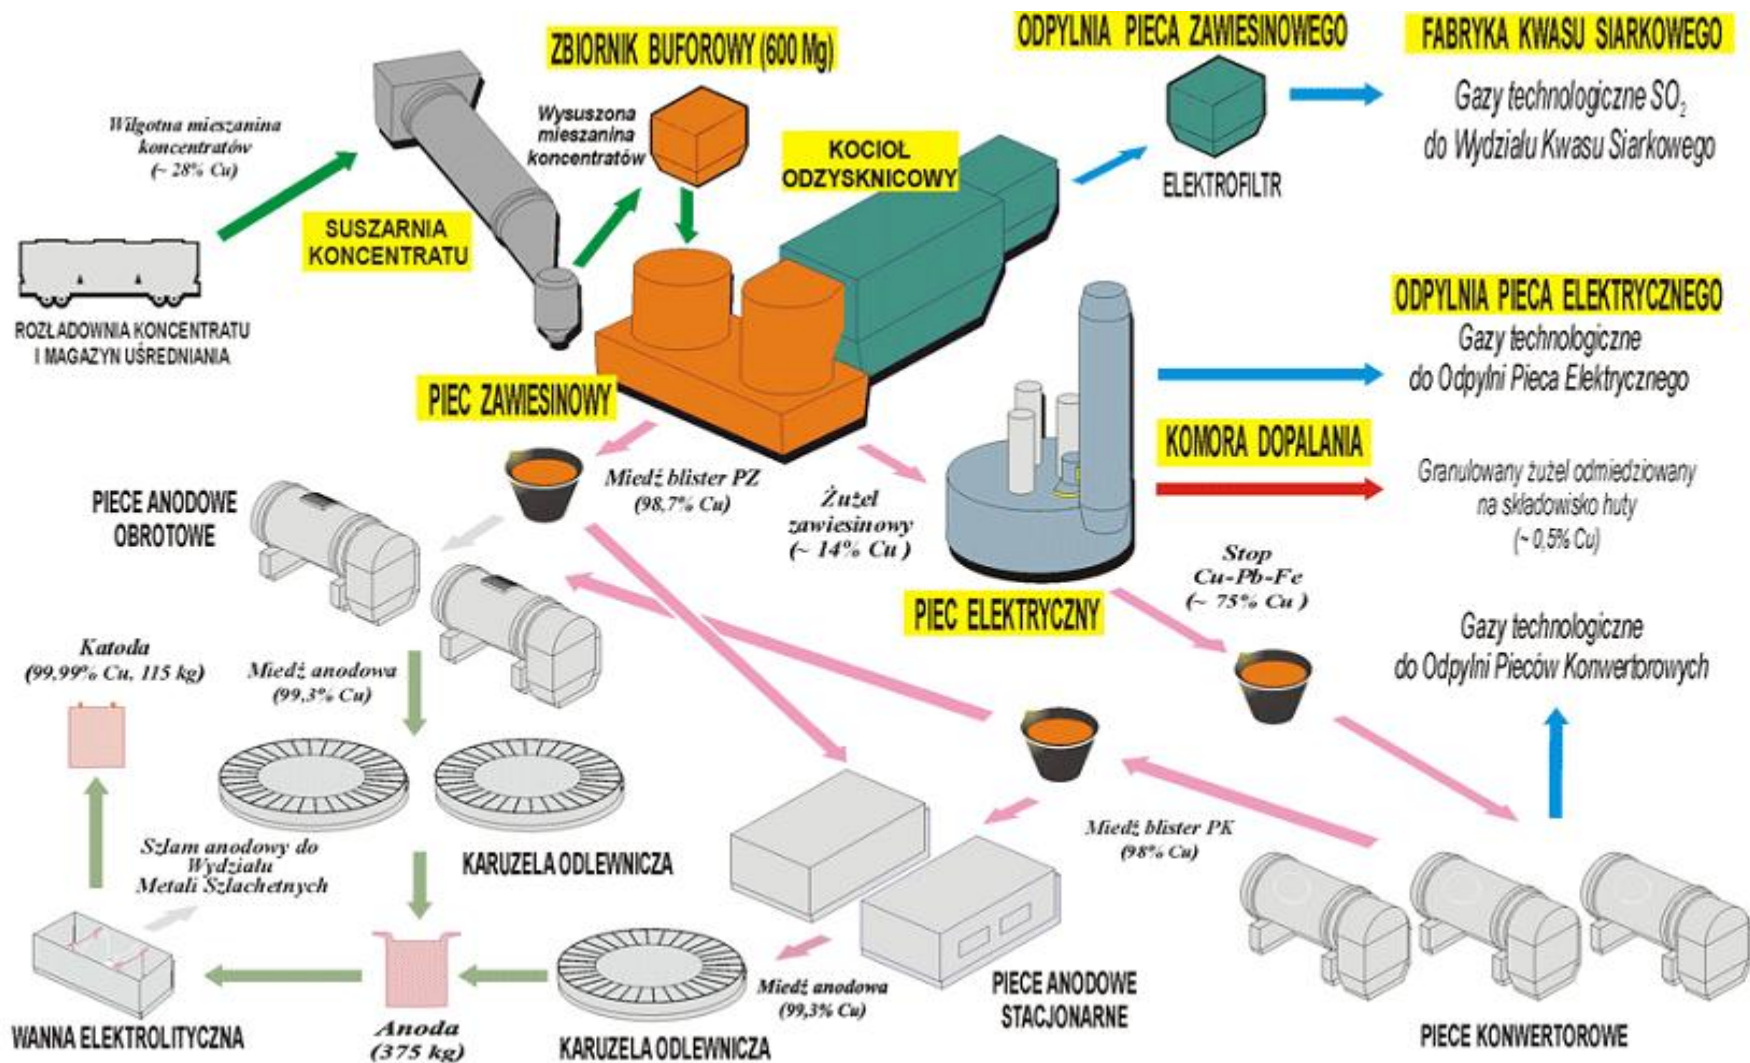 ZBIORNIK BUFOROWY (600 Mg)
ODPYLNIA PIECA ZAWIESINOWEGO
FABRYKA KWASU SIARKOWEGO
Gazy technologiczne SO₂
do Wydziału Kwasu Siarkowego
Wilgotna mieszanina
koncentratów
(~ 28% Cu)
Wysuszona
mieszanina
koncentratów
KOCIOŁ
ODZYSKNICOWY
ELEKTROFILTR
SUSZARNIA
KONCENTRATU
ROZŁADOWNIA KONCENTRATU
I MAGAZYN UŚREDNIANIA
ODPYLNIA PIECA ELEKTRYCZNEGO
Gazy technologiczne
do Odpylni Pieca Elektrycznego
PIEC ZAWIESINOWY
KOMORA DOPALANIA
Granulowany żużel odmiedziowany
na składowisko huty
(~ 0,5% Cu)
Miedź blister PZ
(98,7% Cu)
Żużel
zawiesinowy
(~ 14% Cu )
PIECE ANODOWE
OBROTOWE
Stop
Cu-Pb-Fe
(~ 75% Cu )
PIEC ELEKTRYCZNY
Gazy technologiczne
do Odpylni Pieców Konwertorowych
Katoda
(99.99% Cu, 115 kg)
Miedź anodowa
(99,3% Cu)
Miedź blister PK
(98% Cu)
Szlam anodowy do
Wydziału
Metali Szlachetnych
KARUZELA ODLEWNICZA
WANNA ELEKTROLITYCZNA
Anoda
(375 kg)
KARUZELA ODLEWNICZA
Miedź anodowa
(99,3% Cu)
PIECE ANODOWE
STACJONARNE
PIECE KONWERTOROWE